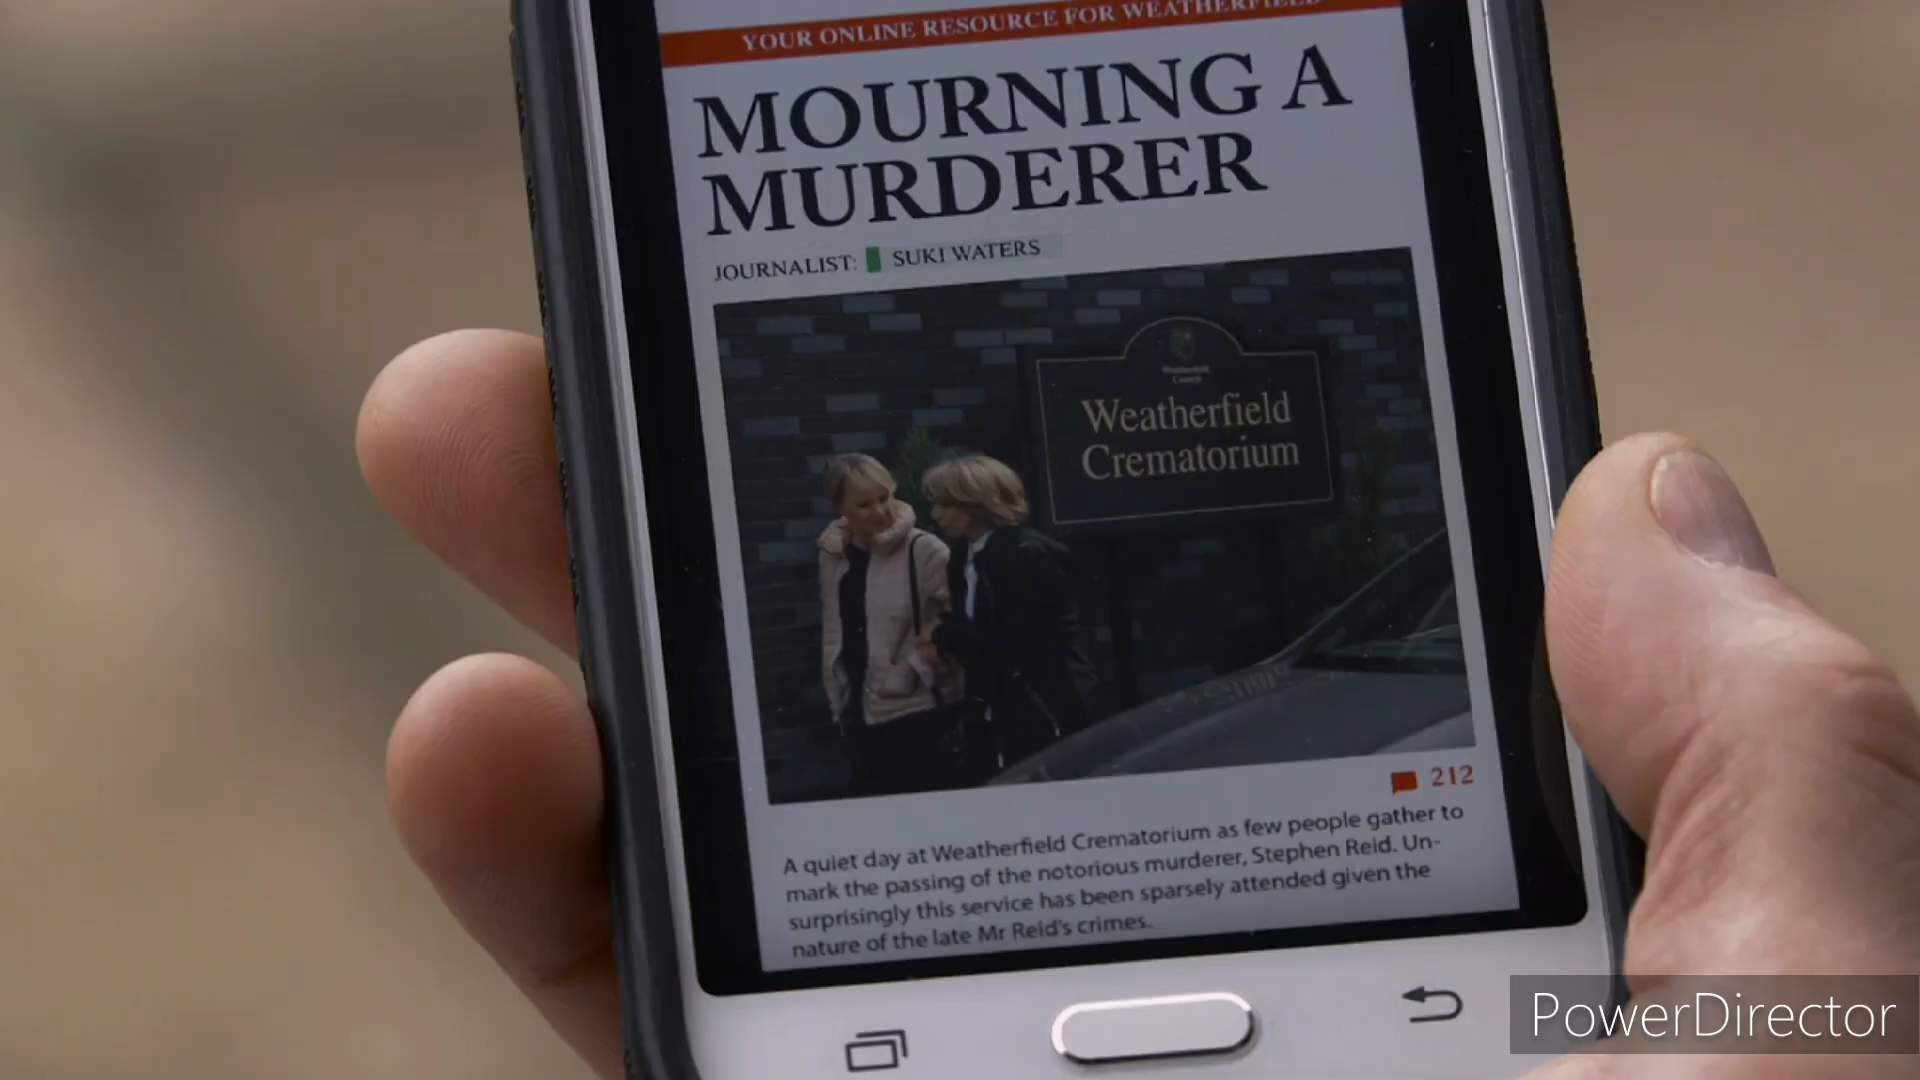 YOUR ONLINE RESOURCE FOR WEATHERFIELD
MOURNING A
MURDERER
JOURNALIST: SUKI WATERS
Weatherfield
Weatherfield
Crematorium
212
A quiet day at Weatherfield Crematorium as few people gather to
mark the passing of the notorious murderer, Stephen Reid. Un-
surprisingly this service has been sparsely attended given the
nature of the late Mr Reid's crimes.
PowerDirector